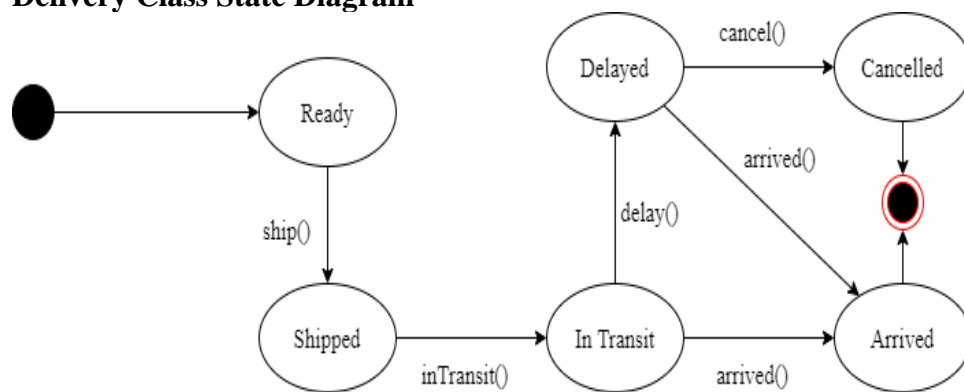 Delivery Class State Diagram
cancel()
Delayed
Cancelled
Ready
arrived()
delay()
ship()
Shipped
In Transit
Arrived
inTransit()
arrived()